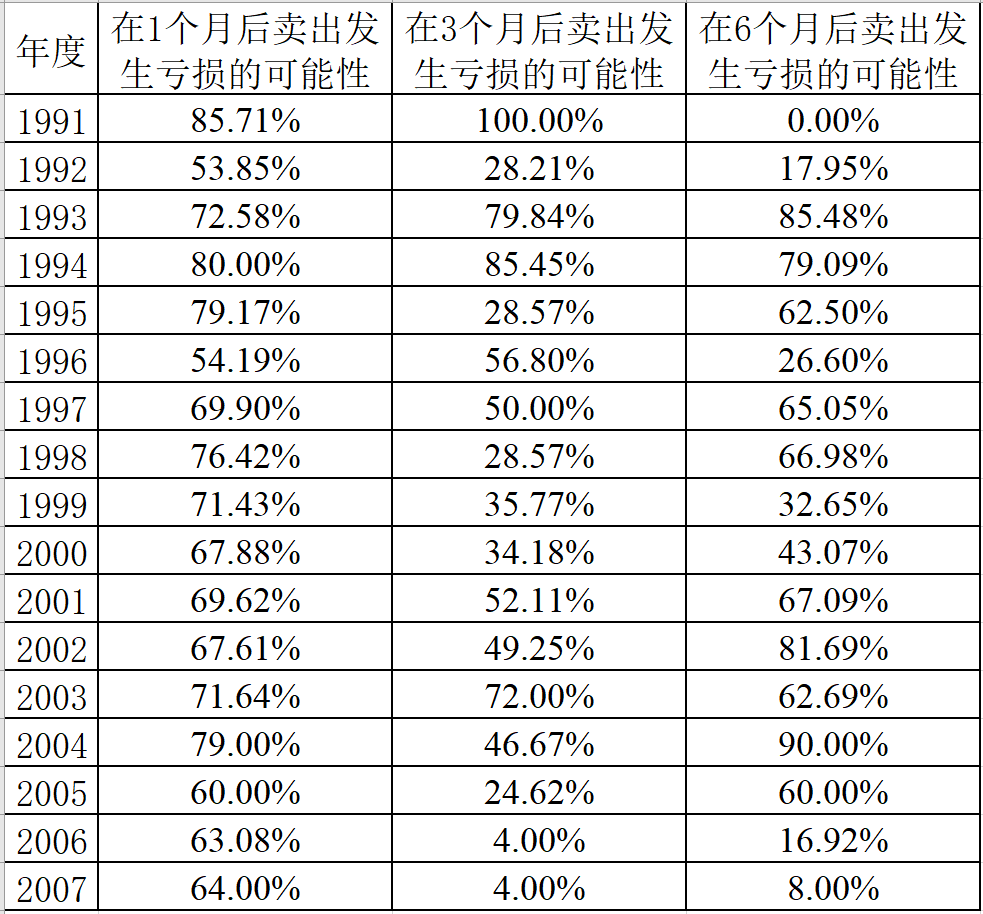 年度 在1个月后卖出发生亏损的可能性 在3个月后卖出发生亏损的可能性 在6个月后卖出发生亏损的可能性
1991 85.71% 100.00% 0.00%
1992 53.85% 28.21% 17.95%
1993 72.58% 79.84% 85.48%
1994 80.00% 85.45% 79.09%
1995 79.17% 28.57% 62.50%
1996 54.19% 56.80% 26.60%
1997 69.90% 50.00% 65.05%
1998 76.42% 28.57% 66.98%
1999 71.43% 35.77% 32.65%
2000 67.88% 34.18% 43.07%
2001 69.62% 52.11% 67.09%
2002 67.61% 49.25% 81.69%
2003 71.64% 72.00% 62.69%
2004 79.00% 46.67% 90.00%
2005 60.00% 24.62% 60.00%
2006 63.08% 4.00% 16.92%
2007 64.00% 4.00% 8.00%